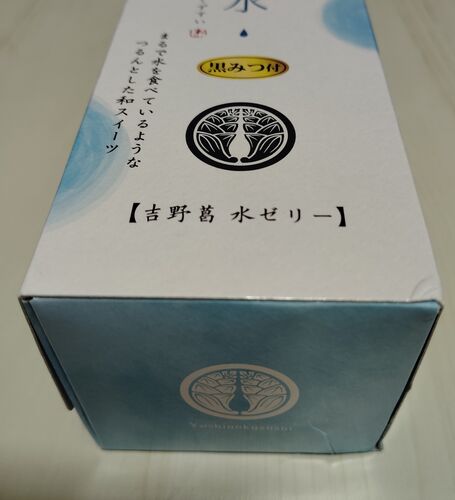 水
黒みつ付
まるで水を食べているような
つるんとした和スイーツ
【吉野葛 水ゼリー】